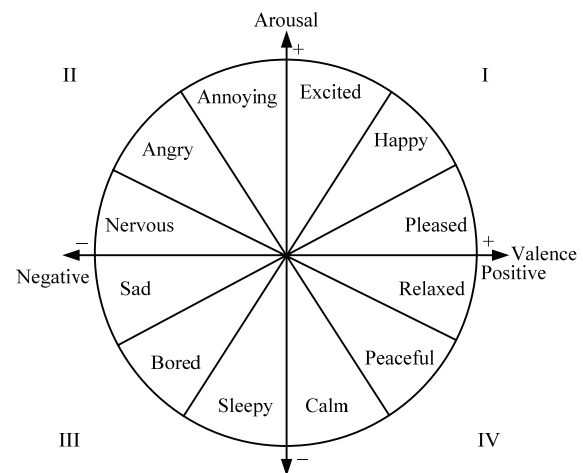 Arousal
+
II
I
Annoying
Excited
Angry
Happy
Nervous
Pleased
−
+
Valence
Negative
Positive
Sad
Relaxed
Bored
Peaceful
Sleepy
Calm
III
IV
−